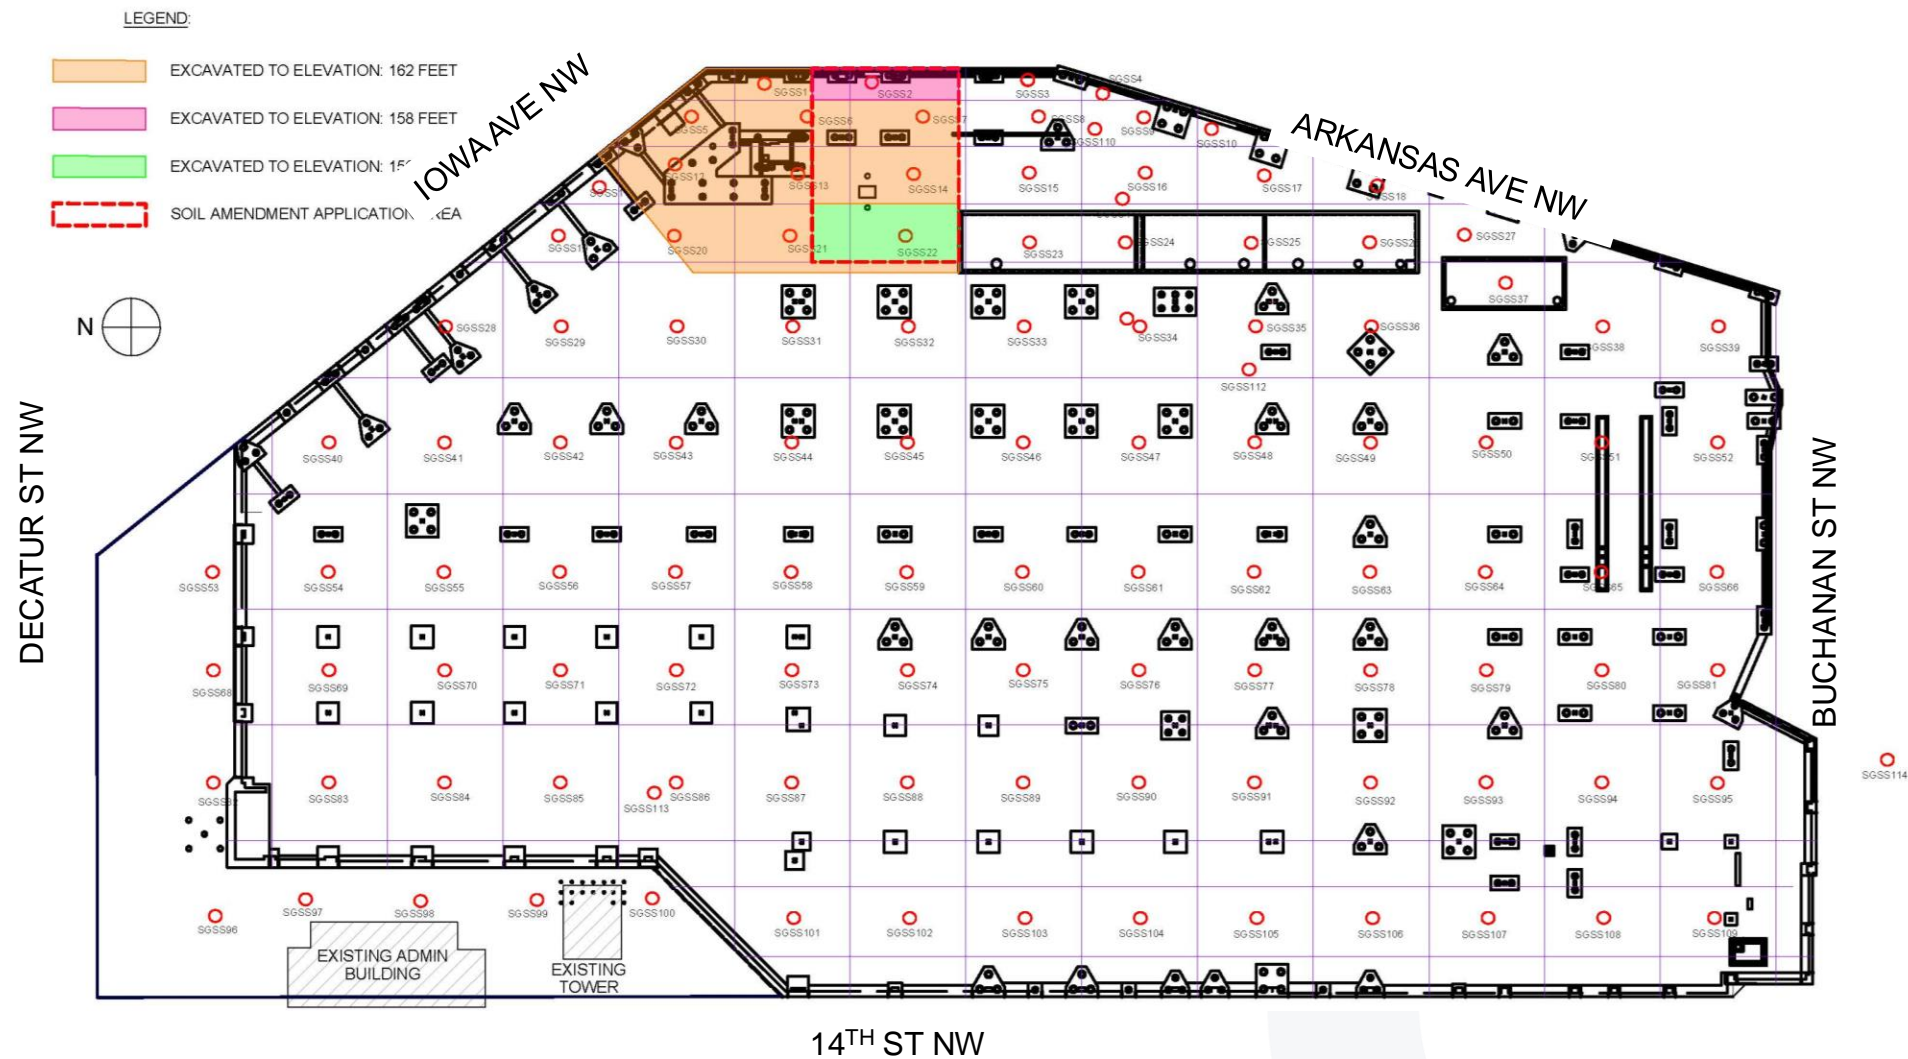 LEGEND:
EXCAVATED TO ELEVATION: 162 FEET
EXCAVATED TO ELEVATION: 158 FEET
EXCAVATED TO ELEVATION:
SOIL AMENDMENT APPLICATION
IOWA AVE NW
ARKANSAS AVE NW
N
DECATUR ST NW
BUCHANAN ST NW
14TH ST NW
SGSS1
SGSS2
SGSS3
SGSS4
SGSS6
SGSS8
SGSS110
SGSS10
SGSS13
SGSS14
SGSS15
SGSS16
SGSS17
SGSS18
SGSS20
SGSS22
SGSS23
SGSS27
SGSS28
SGSS29
SGSS30
SGSS31
SGSS32
SGSS33
SGSS34
SGSS35
SGSS36
SGSS37
SGSS39
SGSS112
SGSS40
SGSS41
SGSS42
SGSS43
SGSS44
SGSS45
SGSS46
SGSS47
SGSS48
SGSS49
SGSS50
SGSS52
SGSS53
SGSS54
SGSS55
SGSS56
SGSS57
SGSS58
SGSS59
SGSS60
SGSS61
SGSS62
SGSS63
SGSS64
SGSS66
SGSS68
SGSS69
SGSS70
SGSS71
SGSS72
SGSS73
SGSS74
SGSS75
SGSS76
SGSS77
SGSS78
SGSS79
SGSS80
SGSS81
SGSS83
SGSS84
SGSS85
SGSS113
SGSS86
SGSS87
SGSS88
SGSS89
SGSS90
SGSS91
SGSS92
SGSS93
SGSS94
SGSS95
SGSS114
SGSS96
SGSS97
SGSS98
SGSS99
SGSS100
SGSS101
SGSS102
SGSS103
SGSS104
SGSS105
SGSS106
SGSS107
SGSS108
SGSS109
EXISTING ADMIN
BUILDING
EXISTING
TOWER